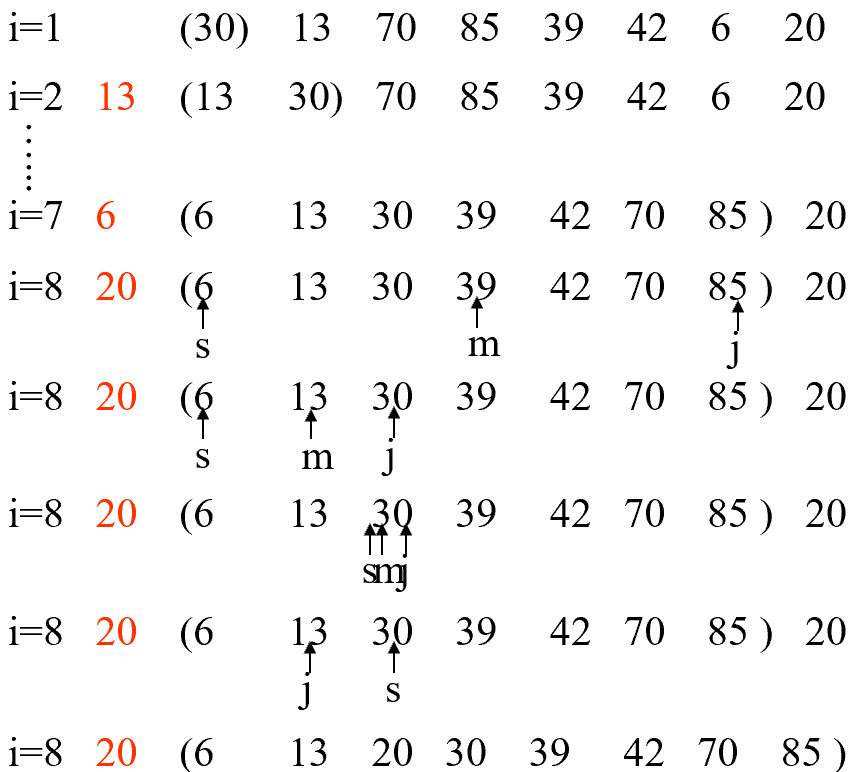 i=1 (30) 13 70 85 39 42 6 20
i=2 13 (13 30) 70 85 39 42 6 20
i=7 6 (6 13 30 39 42 70 85 ) 20
i=8 20 (6 13 30 39 42 70 85 ) 20
s m j
i=8 20 (6 13 30 39 42 70 85 ) 20
s m j
i=8 20 (6 13 30 39 42 70 85 ) 20
s m j
i=8 20 (6 13 30 39 42 70 85 ) 20
j s
i=8 20 (6 13 20 30 39 42 70 85 )